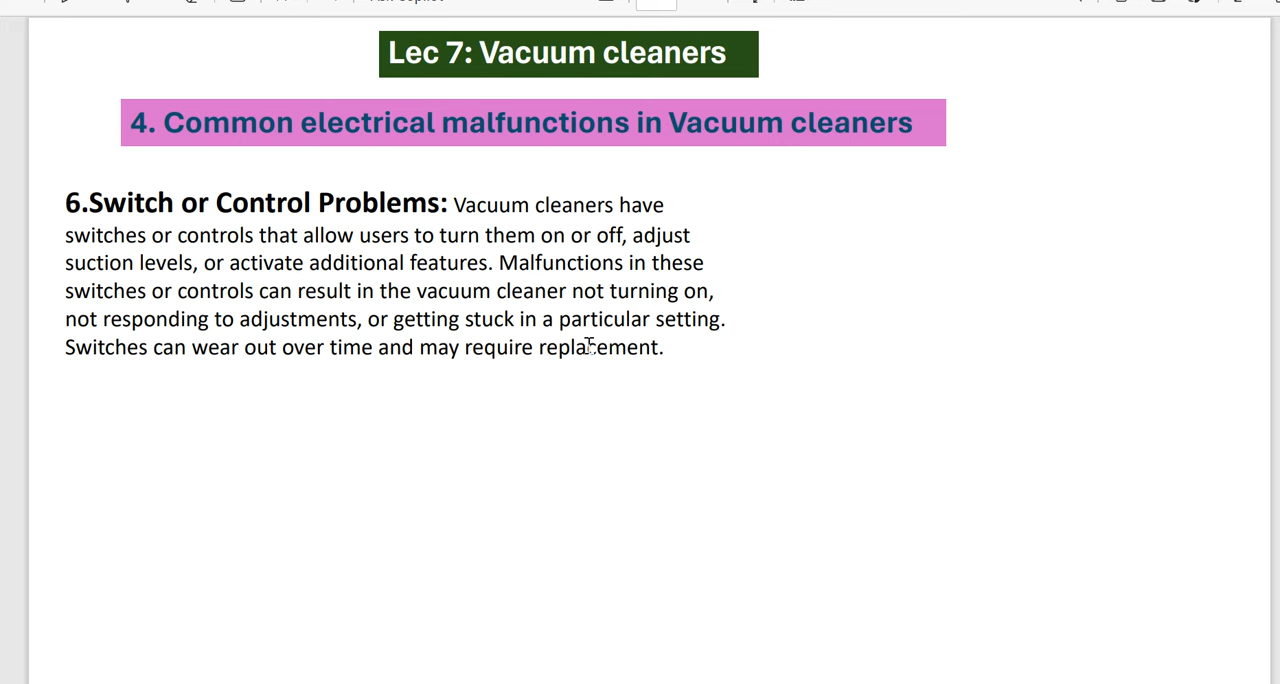 Lec 7: Vacuum cleaners
4. Common electrical malfunctions in Vacuum cleaners
6.Switch or Control Problems: Vacuum cleaners have
switches or controls that allow users to turn them on or off, adjust
suction levels, or activate additional features. Malfunctions in these
switches or controls can result in the vacuum cleaner not turning on,
not responding to adjustments, or getting stuck in a particular setting.
Switches can wear out over time and may require replacement.